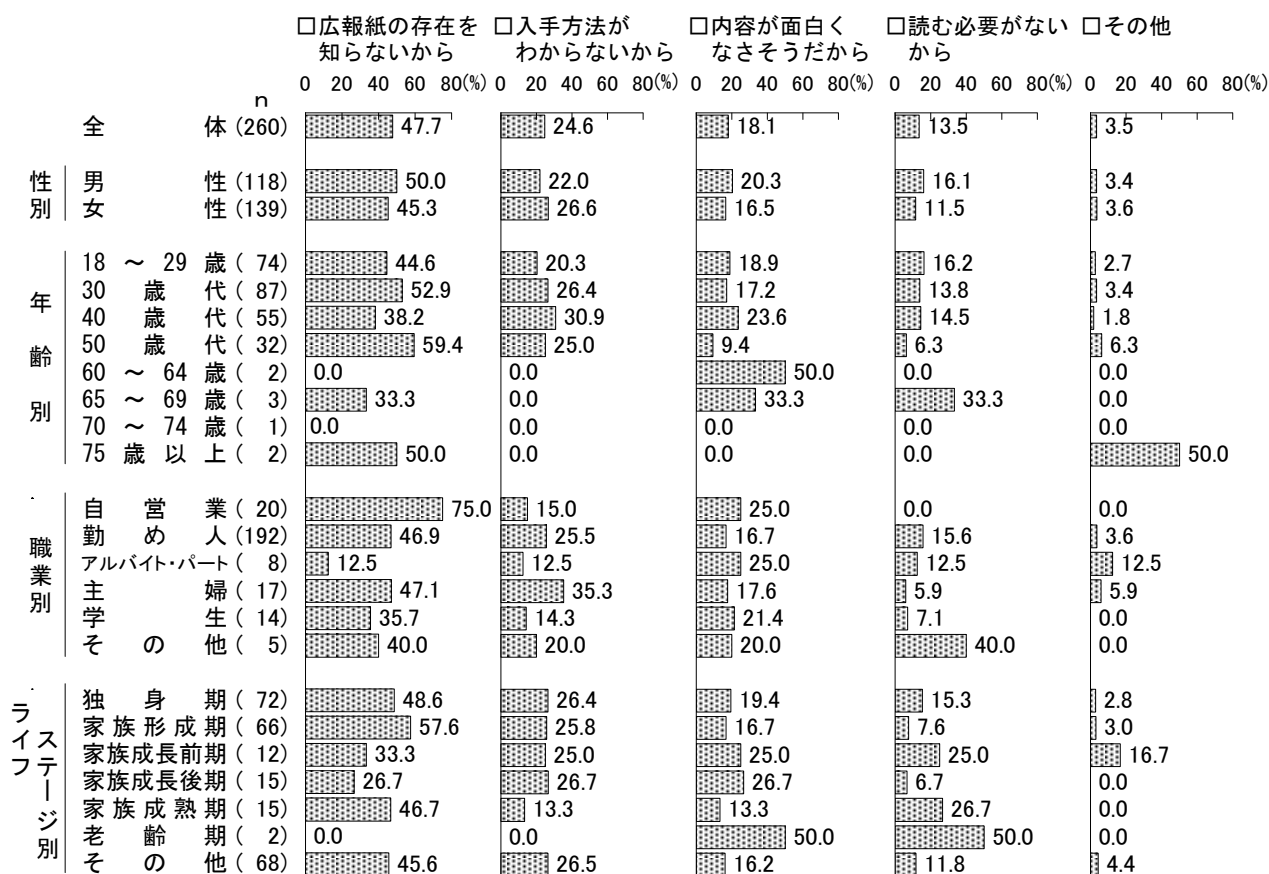 □広報紙の存在を 知らないから
□入手方法が わからないから
□内容が面白く なさそうだから
□読む必要がない から
□その他
0 20 40 60 80(%) 0 20 40 60 80(%) 0 20 40 60 80(%) 0 20 40 60 80(%) 0 20 40 60 80(%)
n
全体(260) 47.7 24.6 18.1 13.5 3.5
性別
男性(118) 50.0 22.0 20.3 16.1 3.4
女性(139) 45.3 26.6 16.5 11.5 3.6
年齢別
18～29歳( 74) 44.6 20.3 18.9 16.2 2.7
30歳代( 87) 52.9 26.4 17.2 13.8 3.4
40歳代( 55) 38.2 30.9 23.6 14.5 1.8
50歳代( 32) 59.4 25.0 9.4 6.3 6.3
60～64歳( 2) 0.0 0.0 50.0 0.0 0.0
65～69歳( 3) 33.3 0.0 33.3 33.3 0.0
70～74歳( 1) 0.0 0.0 0.0 0.0 0.0
75歳以上( 2) 50.0 0.0 0.0 0.0 50.0
職業別
自営業( 20) 75.0 15.0 25.0 0.0 0.0
勤め人(192) 46.9 25.5 16.7 15.6 3.6
アルバイト・パート( 8) 12.5 12.5 25.0 12.5 12.5
主婦( 17) 47.1 35.3 17.6 5.9 5.9
学生( 14) 35.7 14.3 21.4 7.1 0.0
その他( 5) 40.0 20.0 20.0 40.0 0.0
ライフステージ別
独身期( 72) 48.6 26.4 19.4 15.3 2.8
家族形成期( 66) 57.6 25.8 16.7 7.6 3.0
家族成長前期( 12) 33.3 25.0 25.0 25.0 16.7
家族成長後期( 15) 26.7 26.7 26.7 6.7 0.0
家族成熟期( 15) 46.7 13.3 13.3 26.7 0.0
老齢期( 2) 0.0 0.0 50.0 50.0 0.0
その他( 68) 45.6 26.5 16.2 11.8 4.4